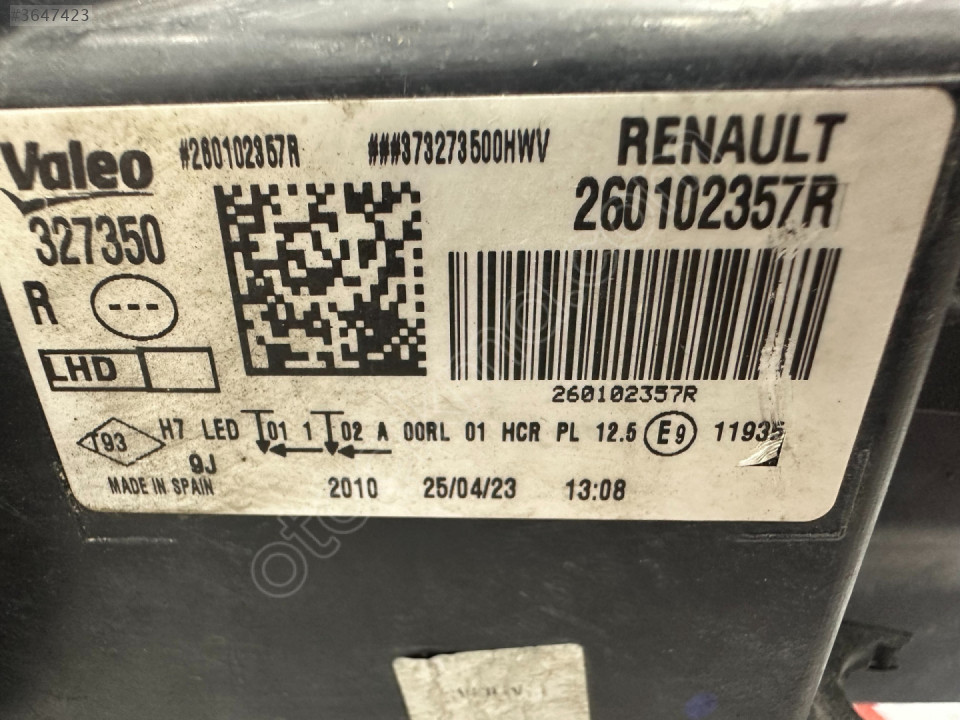 #3647423
Valeo #260102357R ###373273500HWV RENAULT
327350 260102357R
R ---
LHD
260102357R
T93 H7 LED 01 1 02 A 00RL 01 HCR PL 12.5 E9 11935
9J
MADE IN SPAIN 2010 25/04/23 13:08